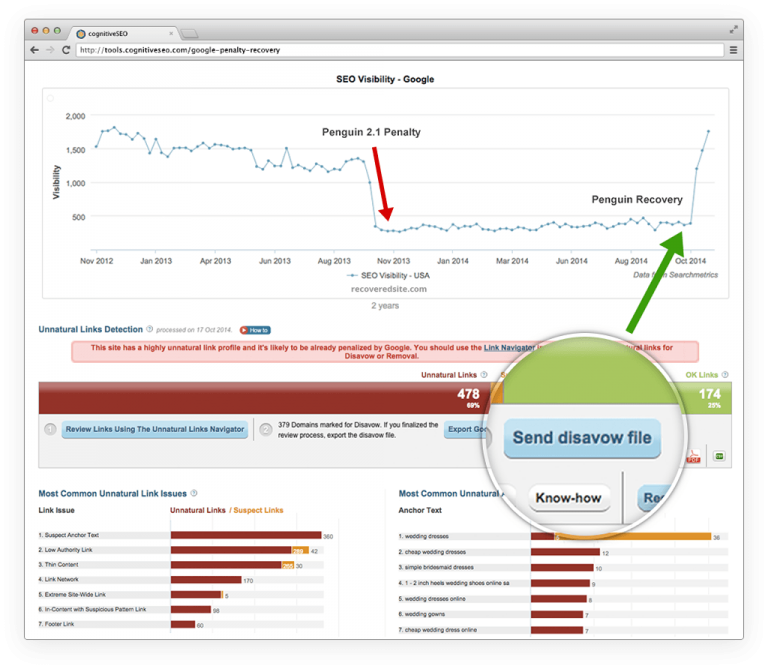 cognitiveSEO
http://tools.cognitiveseo.com/google-penalty-recovery
SEO Visibility - Google
Penguin 2.1 Penalty
Penguin Recovery
Visibility
2,000
1,500
1,000
500
Nov 2012 Jan 2013 Apr 2013 Jun 2013 Aug 2013 Nov 2013 Jan 2014 Apr 2014 Jun 2014 Aug 2014 Oct 2014
SEO Visibility - USA
Data from Searchmetrics
recoveredsite.com
2 years
Unnatural Links Detection processed on 17 Oct 2014. How to
This site has a highly unnatural link profile and it's likely to be already penalized by Google. You should use the Link Navigator links for
Disavow or Removal.
Unnatural Links OK Links
478 174
69% 25%
1 Review Links Using The Unnatural Links Navigator 2 379 Domains marked for Disavow. If you finalized the
review process, export the disavow file.
Export
Send disavow file
Know-how
PDF
Most Common Unnatural Link Issues
Most Common Unnatural
Link Issue Unnatural Links / Suspect Links
Anchor Text
1. Suspect Anchor Text 360
2. Low Authority Link 289 42
3. Thin Content 265 30
4. Link Network 170
5. Extreme Site-Wide Link 5
6. In-Content with Suspicious Pattern Link 98
7. Footer Link 60
1. wedding dresses 36
2. cheap wedding dresses 12
3. simple bridesmaid dresses 10
4. 1 - 2 inch heels wedding shoes online sa 9
5. wedding dresses online 8
6. wedding gowns 7
7. cheap wedding dress online 7